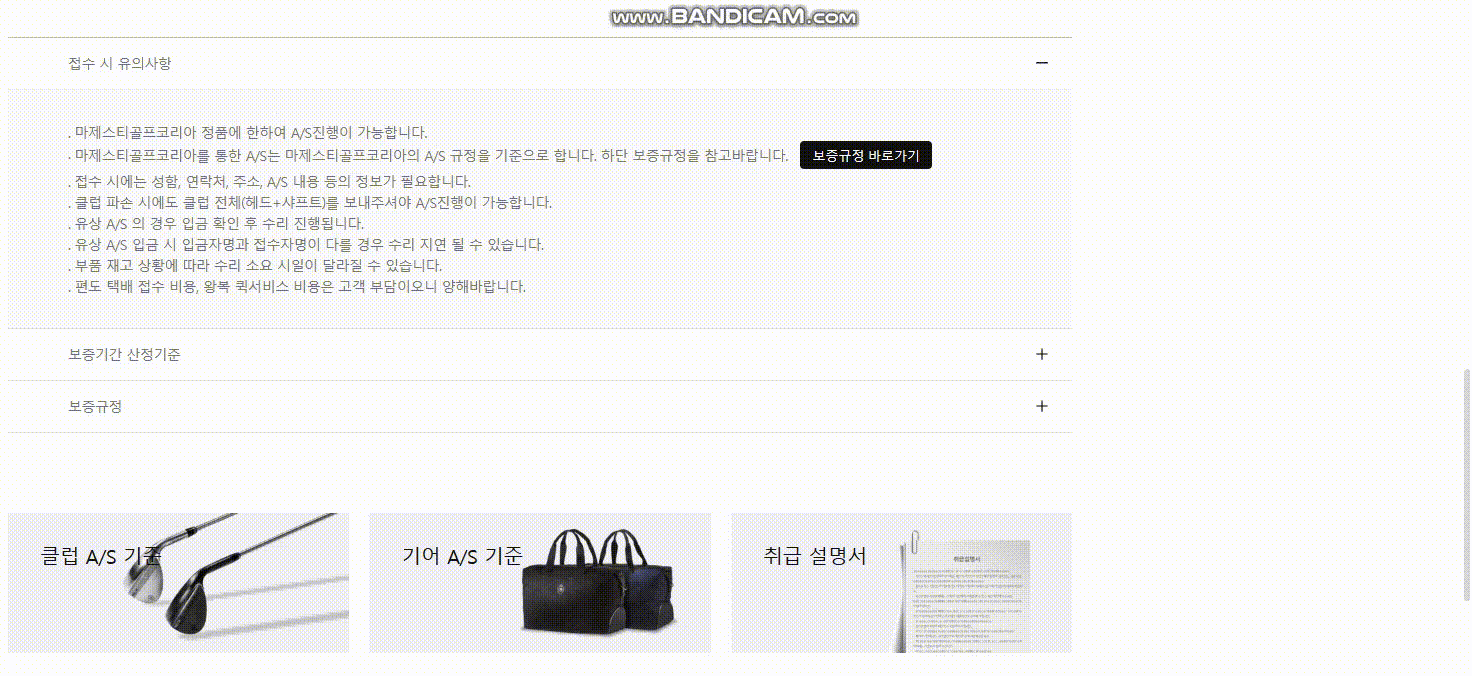 www.BANDICAM.com
접수 시 유의사항
. 마제스티골프코리아 정품에 한하여 A/S진행이 가능합니다.
. 마제스티골프코리아를 통한 A/S는 마제스티골프코리아의 A/S 규정을 기준으로 합니다. 하단 보증규정을 참고바랍니다. 보증규정 바로가기
. 접수 시에는 성함, 연락처, 주소, A/S 내용 등의 정보가 필요합니다.
. 클럽 파손 시에도 클럽 전체(헤드+샤프트)를 보내주셔야 A/S진행이 가능합니다.
. 유상 A/S 의 경우 입금 확인 후 수리 진행됩니다.
. 유상 A/S 입금 시 입금자명과 접수자명이 다를 경우 수리 지연 될 수 있습니다.
. 부품 재고 상황에 따라 수리 소요 시일이 달라질 수 있습니다.
. 편도 택배 접수 비용, 왕복 퀵서비스 비용은 고객 부담이오니 양해바랍니다.
보증기간 산정기준
보증규정
클럽 A/S 기준
기어 A/S 기준
취급 설명서
취급설명서